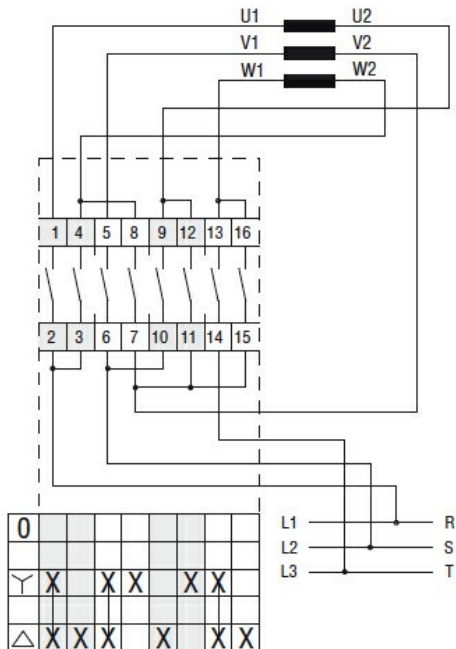 U1 U2
V1 V2
W1 W2
1 4 5 8 9 12 13 16
2 3 6 7 10 11 14 15
L1 R
L2 S
L3 T
0
Y X X X X X
△ X X X X X X